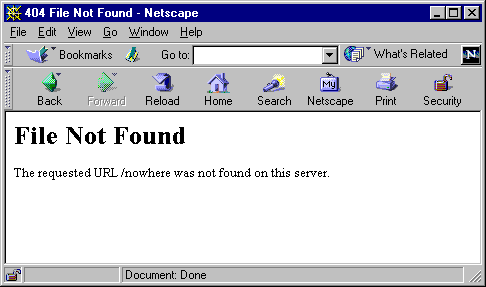 404 File Not Found - Netscape
File Edit View Go Window Help
Bookmarks Go to: What's Related N
My
Back Forward Reload Home Search Netscape Print Security
File Not Found
The requested URL /nowhere was not found on this server.
Document: Done